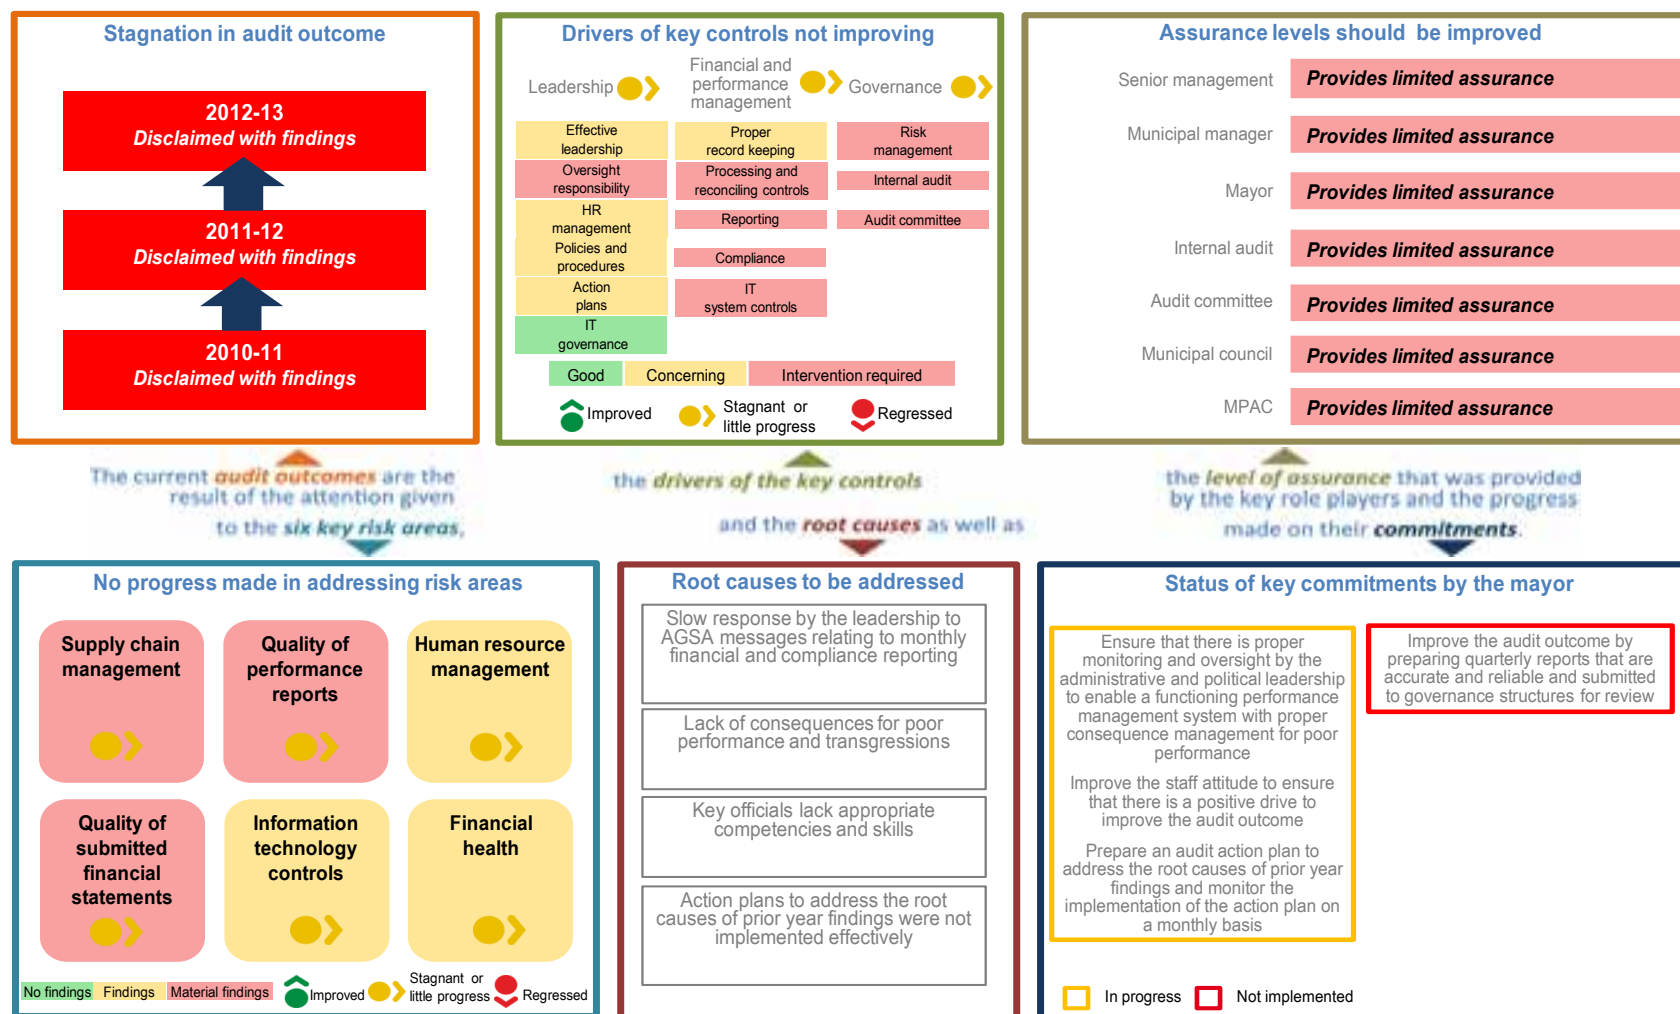 Stagnation in audit outcome
2012-13
Disclaimed with findings
2011-12
Disclaimed with findings
2010-11
Disclaimed with findings
Drivers of key controls not improving
Leadership
Financial and
performance
management
Governance
Effective
leadership
Oversight
responsibility
HR
management
Policies and
procedures
Action
plans
IT
governance
Proper
record keeping
Processing and
reconciling controls
Reporting
Compliance
IT
system controls
Risk
management
Internal audit
Audit committee
Good
Concerning
Intervention required
Improved
Stagnant or
little progress
Regressed
Assurance levels should be improved
Senior management
Provides limited assurance
Municipal manager
Provides limited assurance
Mayor
Provides limited assurance
Internal audit
Provides limited assurance
Audit committee
Provides limited assurance
Municipal council
Provides limited assurance
MPAC
Provides limited assurance
The current audit outcomes are the
result of the attention given
to the six key risk areas,
the drivers of the key controls
and the root causes as well as
the level of assurance that was provided
by the key role players and the progress
made on their commitments.
No progress made in addressing risk areas
Supply chain
management
Quality of
performance
reports
Human resource
management
Quality of
submitted
financial
statements
Information
technology
controls
Financial
health
No findings
Findings
Material findings
Improved
Stagnant or
little progress
Regressed
Root causes to be addressed
Slow response by the leadership to
AGSA messages relating to monthly
financial and compliance reporting
Lack of consequences for poor
performance and transgressions
Key officials lack appropriate
competencies and skills
Action plans to address the root
causes of prior year findings were not
implemented effectively
Status of key commitments by the mayor
Ensure that there is proper
monitoring and oversight by the
administrative and political leadership
to enable a functioning performance
management system with proper
consequence management for poor
performance
Improve the staff attitude to ensure
that there is a positive drive to
improve the audit outcome
Prepare an audit action plan to
address the root causes of prior year
findings and monitor the
implementation of the action plan on
a monthly basis
Improve the audit outcome by
preparing quarterly reports that are
accurate and reliable and submitted
to governance structures for review
In progress
Not implemented